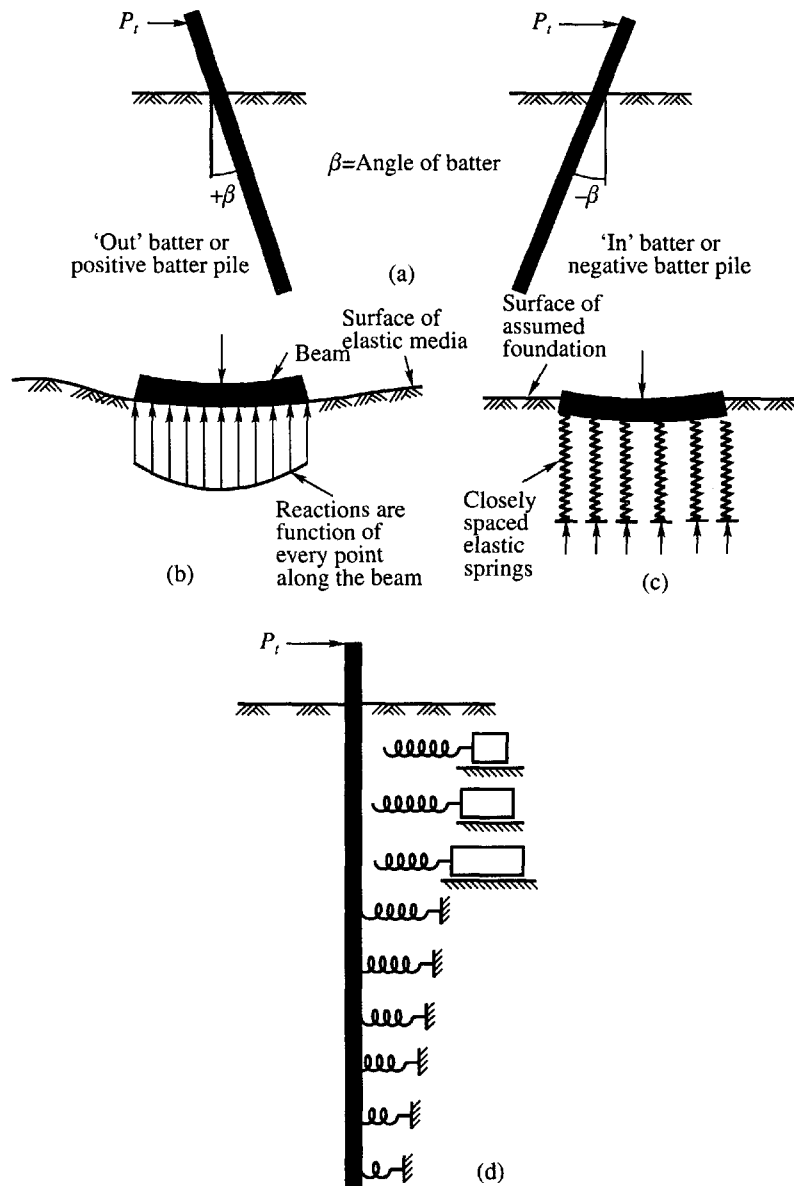 P_t
P_t
β=Angle of batter
+β
–β
'Out' batter or
positive batter pile
'In' batter or
negative batter pile
(a)
Surface of
elastic media
Beam
Surface of
assumed
foundation
Reactions are
function of
every point
along the beam
(b)
Closely
spaced
elastic
springs
(c)
P_t
(d)